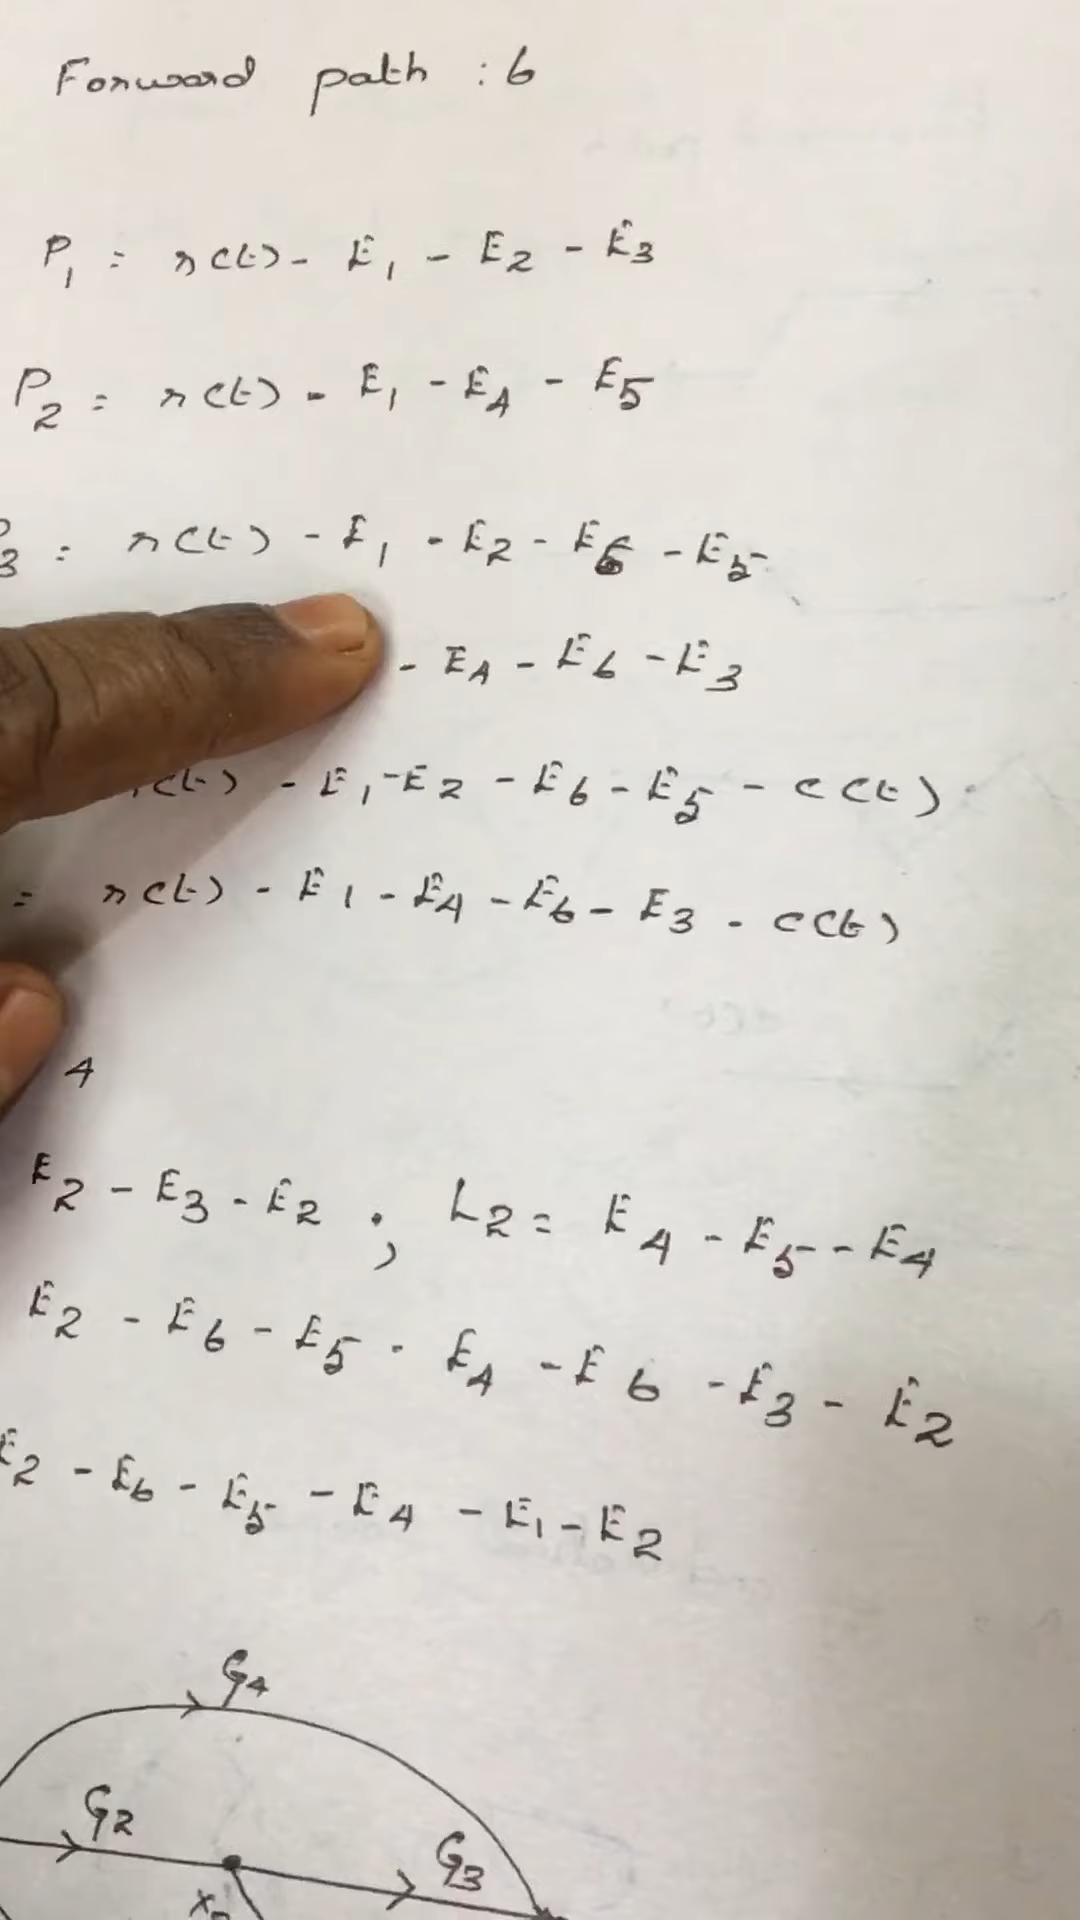 Forward path : 6
P1 = r(t) - E1 - E2 - E3
P2 = r(t) - E1 - E4 - E5
3 = r(t) - E1 - E2 - E6 - E5
- E4 - E6 - E3
(t) - E1 - E2 - E6 - E5 - c(t)
= r(t) - E1 - E4 - E6 - E3 - c(t)
4
E2 - E3 - E2 ; L2 = E4 - E5 - E4
E2 - E6 - E5 - E4 - E6 - E3 - E2
E2 - E6 - E5 - E4 - E1 - E2
G4
G2
G3